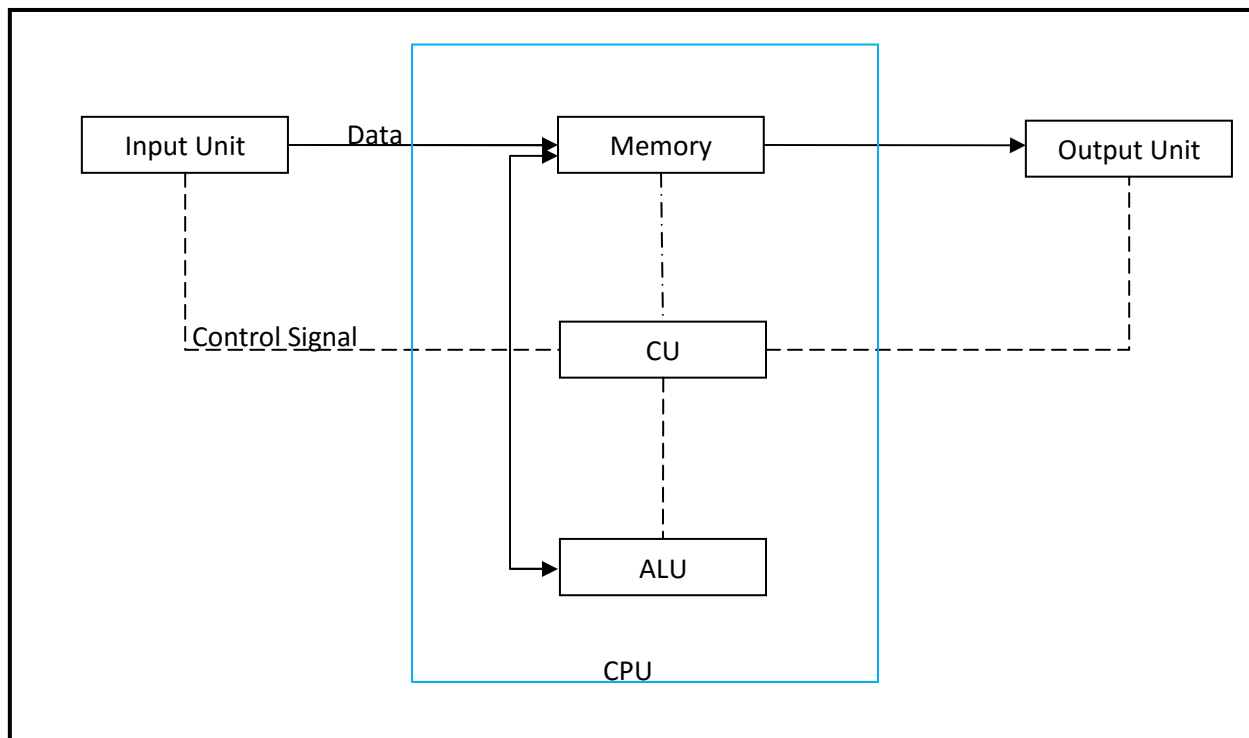 Input Unit
Data
Memory
Output Unit
Control Signal
CU
ALU
CPU